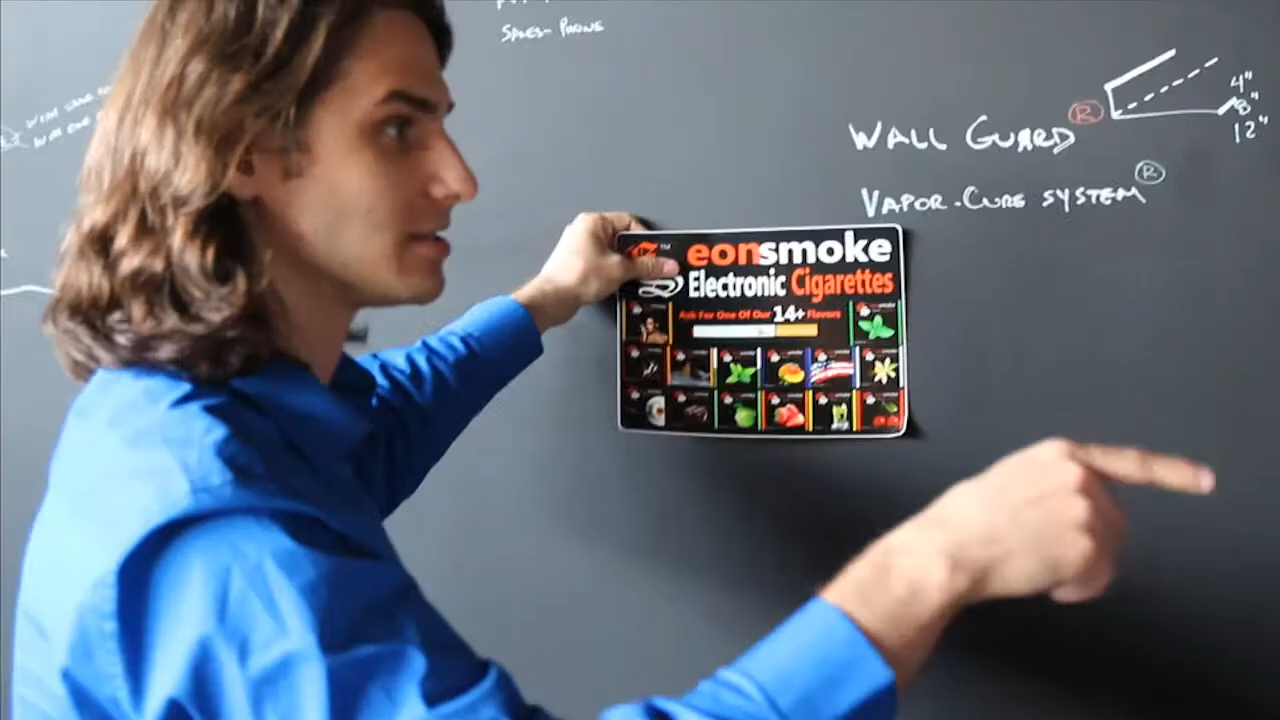 SALES- PHONE
WALL GUARD ®
4"
8"
12"
VAPOR-CURE SYSTEM ®
eonsmoke
Electronic Cigarettes
Ask For One Of Our 14+ Flavors